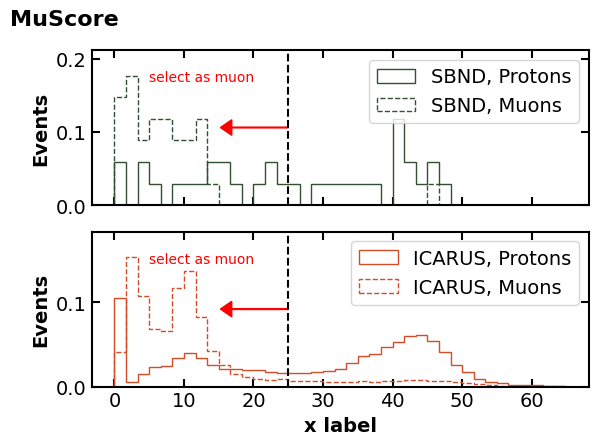 MuScore
0.2
0.1
0.0
Events
select as muon
SBND, Protons
SBND, Muons
0.1
0.0
Events
select as muon
ICARUS, Protons
ICARUS, Muons
0 10 20 30 40 50 60
x label